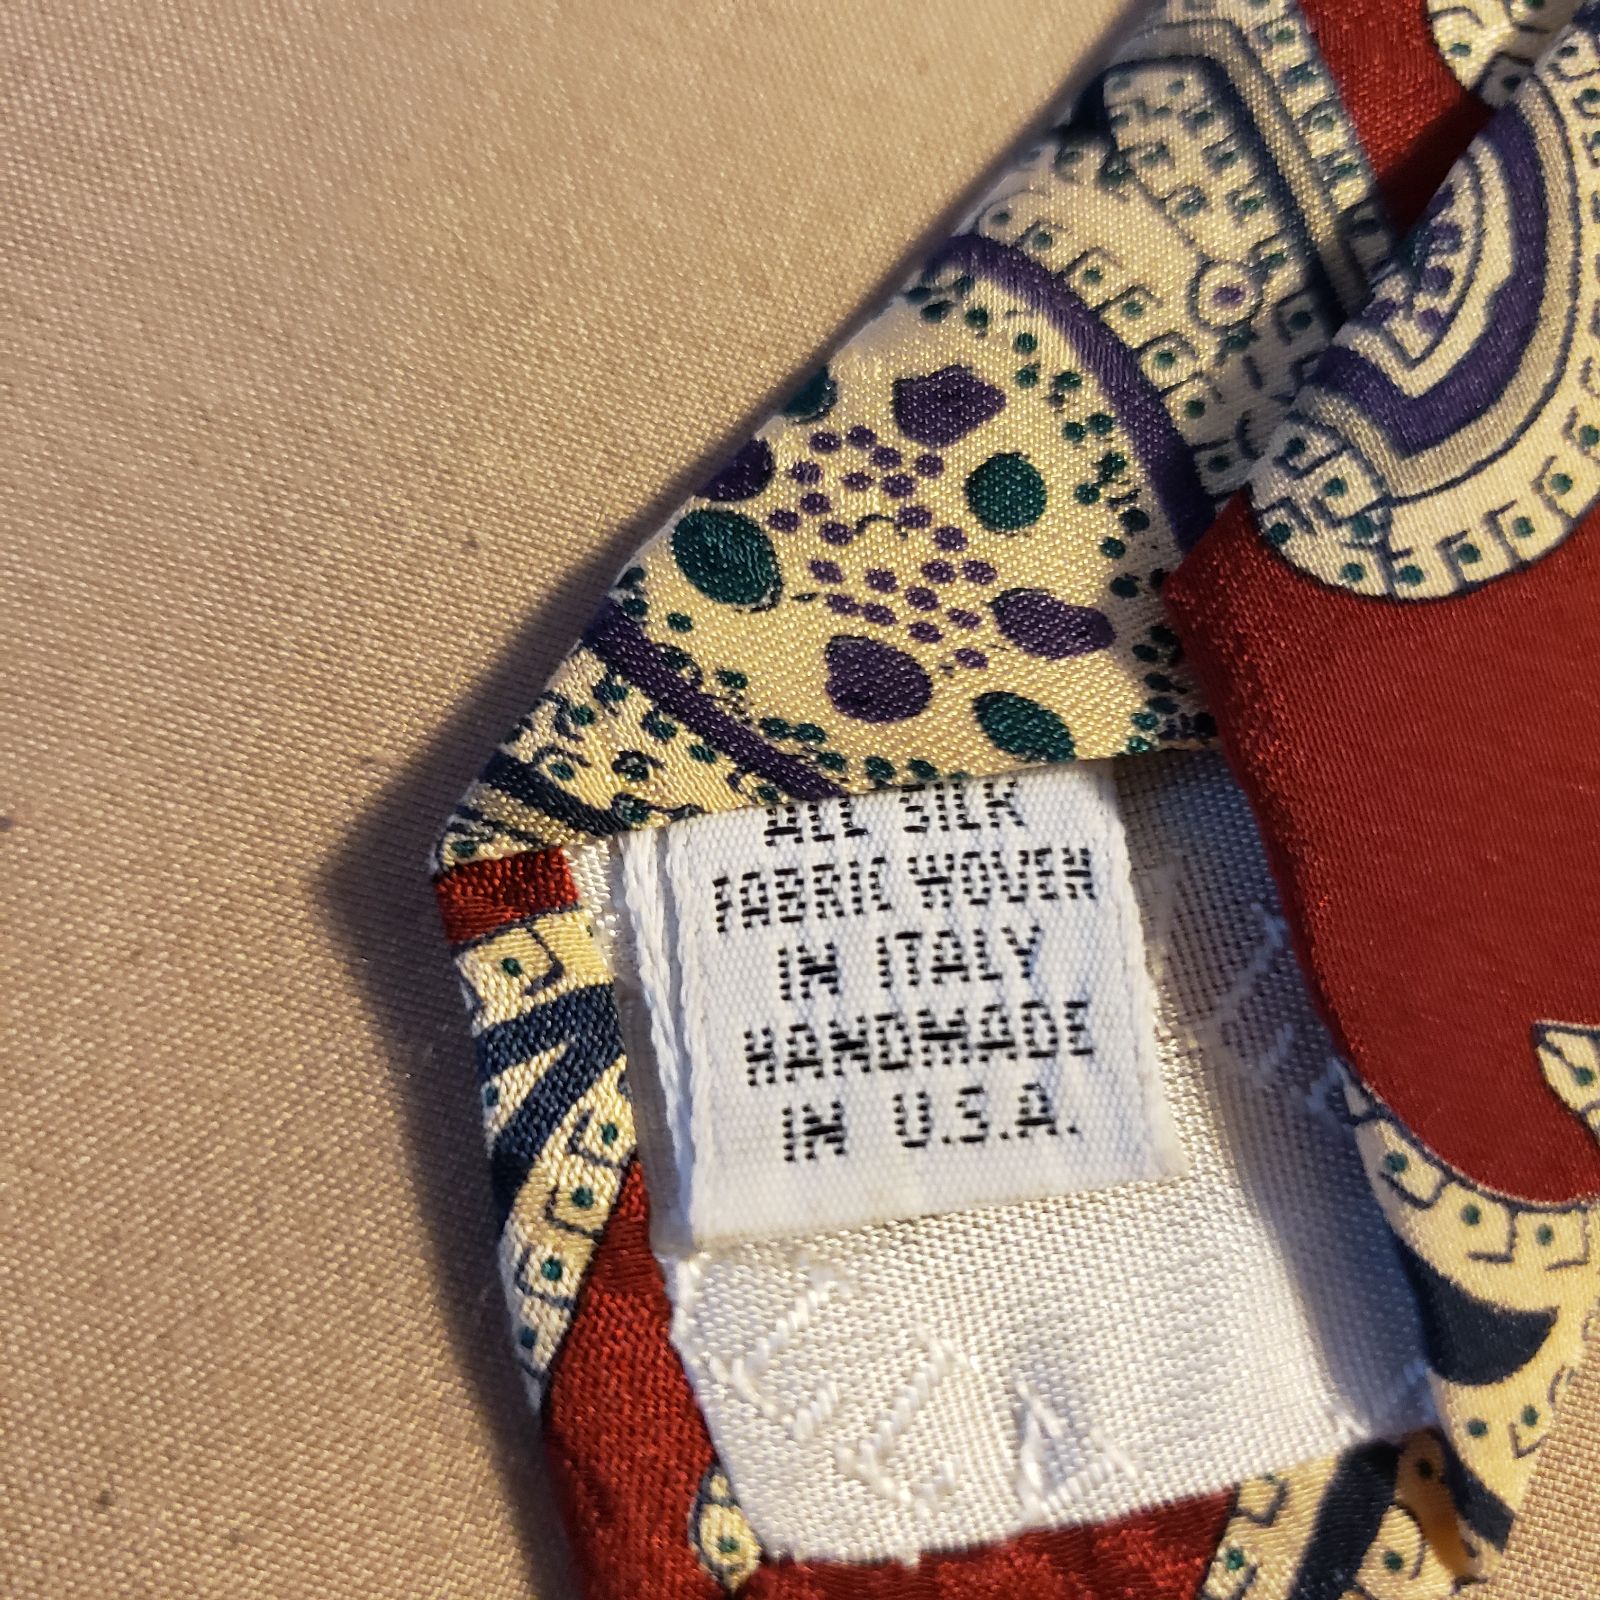 ALL SILK
FABRIC WOVEN
IN ITALY
HANDMADE
IN U.S.A.